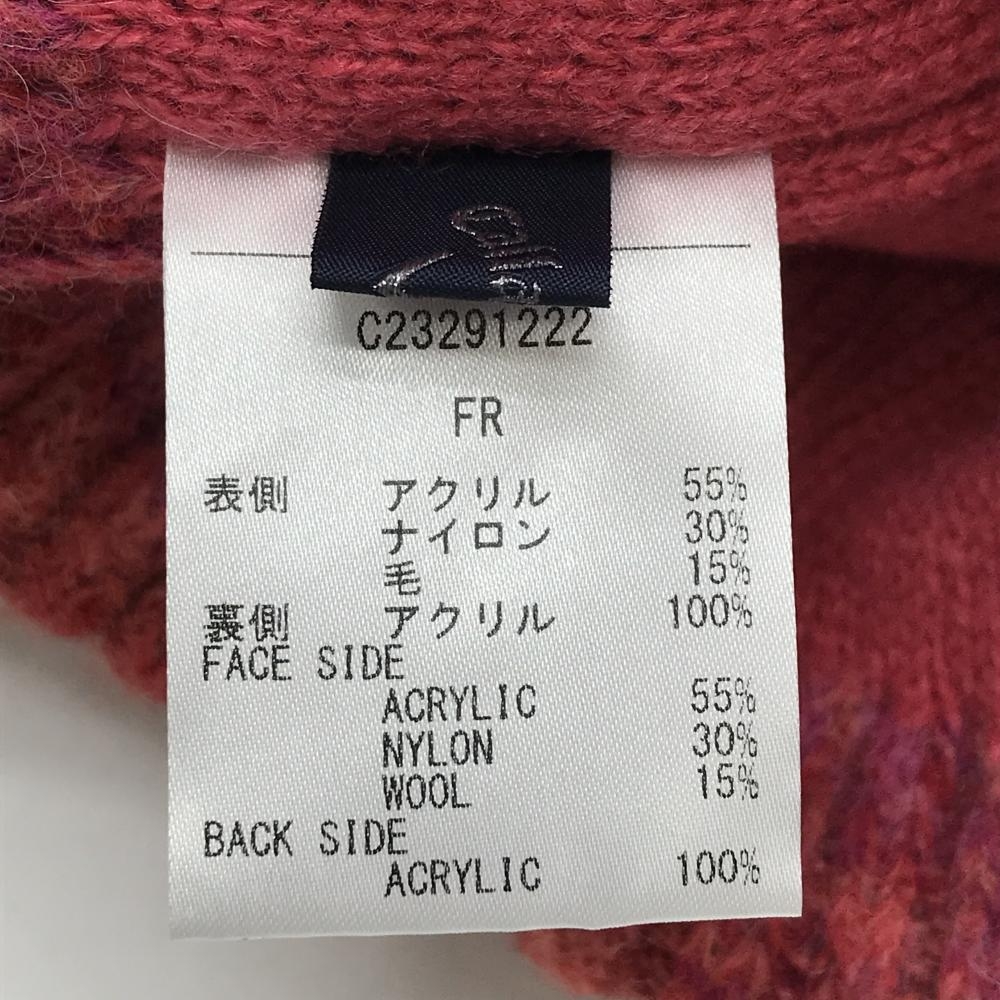 C23291222
FR
表側 アクリル 55%
ナイロン 30%
毛 15%
裏側 アクリル 100%
FACE SIDE
ACRYLIC 55%
NYLON 30%
WOOL 15%
BACK SIDE
ACRYLIC 100%